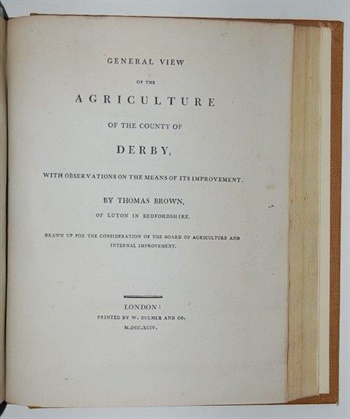 GENERAL VIEW
OF THE
AGRICULTURE
OF THE COUNTY OF
DERBY,
WITH OBSERVATIONS ON THE MEANS OF ITS IMPROVEMENT.
BY THOMAS BROWN,
OF LUTON IN BEDFORDSHIRE.
DRAWN UP FOR THE CONSIDERATION OF THE BOARD OF AGRICULTURE AND
INTERNAL IMPROVEMENT.
LONDON:
PRINTED BY W. BULMER AND CO.
M.DCC.XCIV.